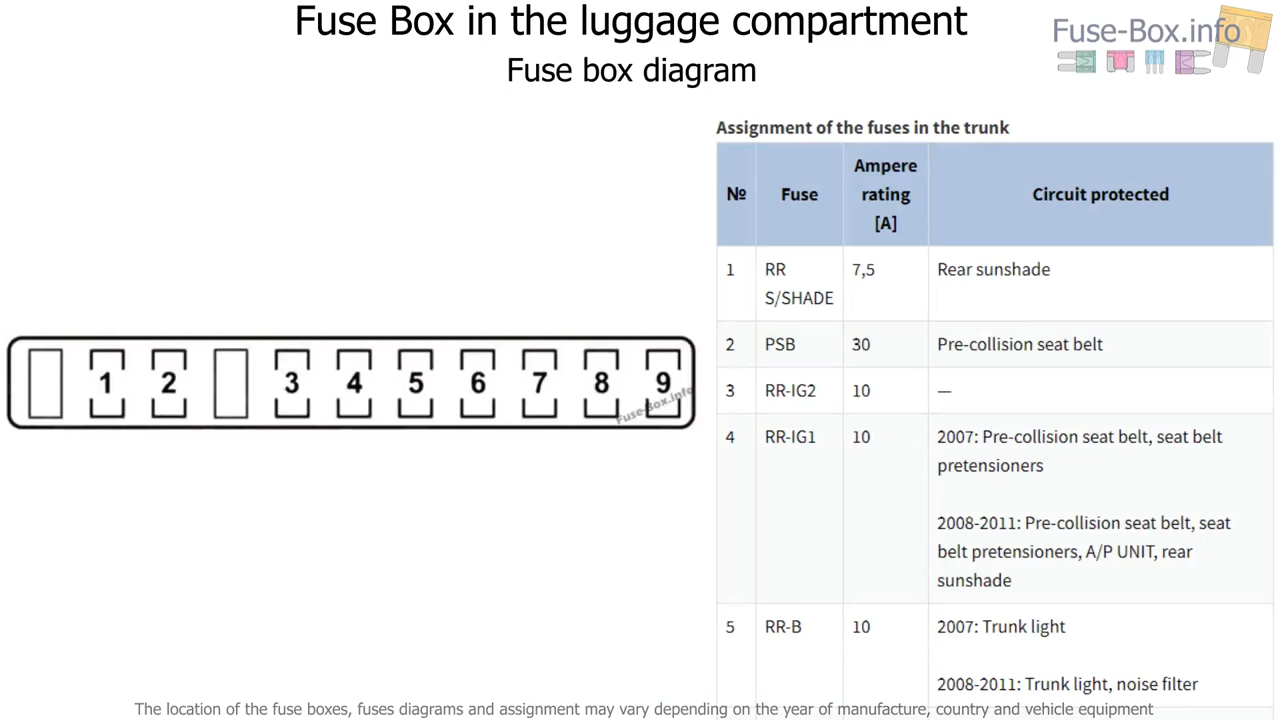 Fuse Box in the luggage compartment
Fuse box diagram
Fuse-Box.info
Assignment of the fuses in the trunk
№ Fuse Ampere rating [A] Circuit protected
1 RR S/SHADE 7,5 Rear sunshade
2 PSB 30 Pre-collision seat belt
3 RR-IG2 10 —
4 RR-IG1 10 2007: Pre-collision seat belt, seat belt
pretensioners
2008-2011: Pre-collision seat belt, seat
belt pretensioners, A/P UNIT, rear
sunshade
5 RR-B 10 2007: Trunk light
2008-2011: Trunk light, noise filter
1 2 3 4 5 6 7 8 9
Fuse-Box.info
The location of the fuse boxes, fuses diagrams and assignment may vary depending on the year of manufacture, country and vehicle equipment